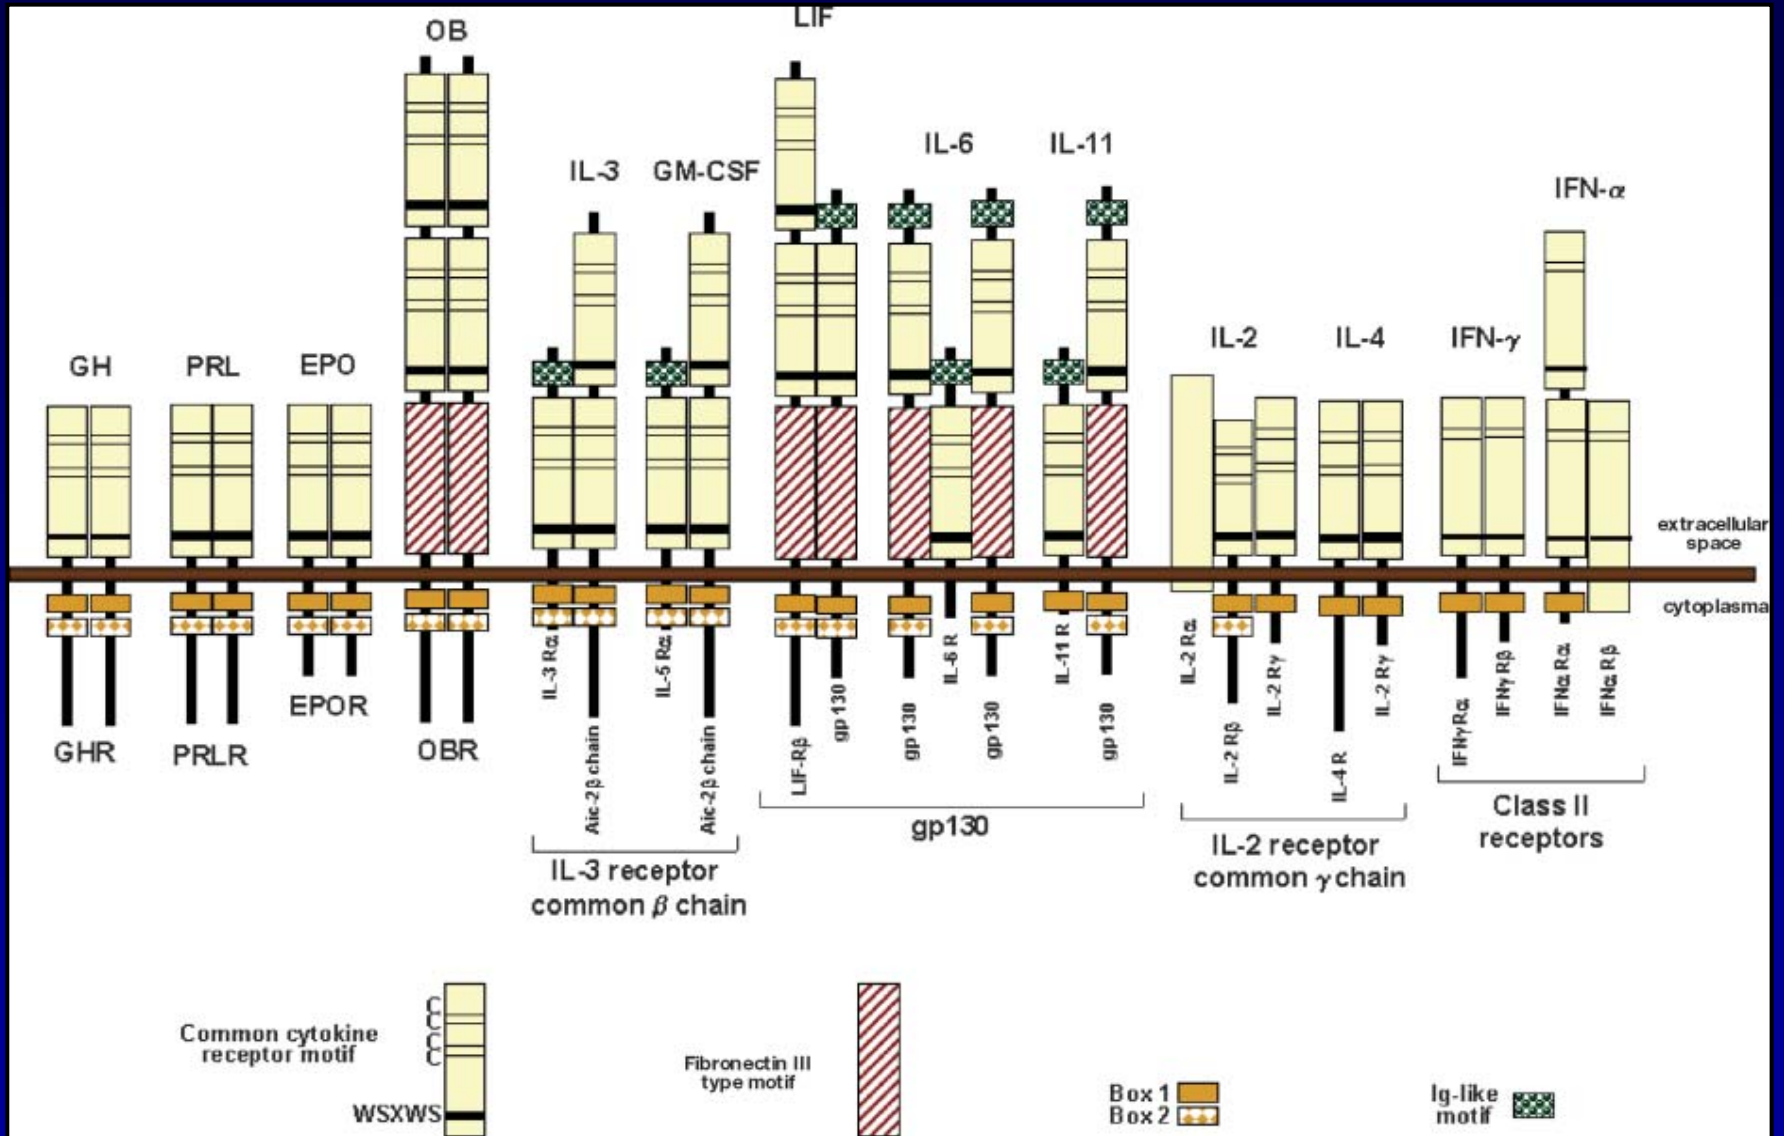 OB
LIF
IL-3
GM-CSF
IL-6
IL-11
IFN-α
GH
PRL
EPO
IL-2
IL-4
IFN-γ
extracellular
space
cytoplasma
GHR
PRLR
EPOR
OBR
IL-3 Rα
Aic-2β chain
IL-5 Rα
Aic-2β chain
LIF-Rβ
gp 130
gp 130
IL-6 R
gp 130
IL-11 R
gp 130
IL-2 Rα
IL-2 Rβ
IL-2 Rγ
IL-4 R
IL-2 Rγ
IFNγ Rα
IFNγ Rβ
IFNα Rα
IFNα Rβ
IL-3 receptor
common β chain
gp130
IL-2 receptor
common γ chain
Class II
receptors
Common cytokine
receptor motif
C
C
C
C
WSXWS
Fibronectin III
type motif
Box 1
Box 2
Ig-like
motif